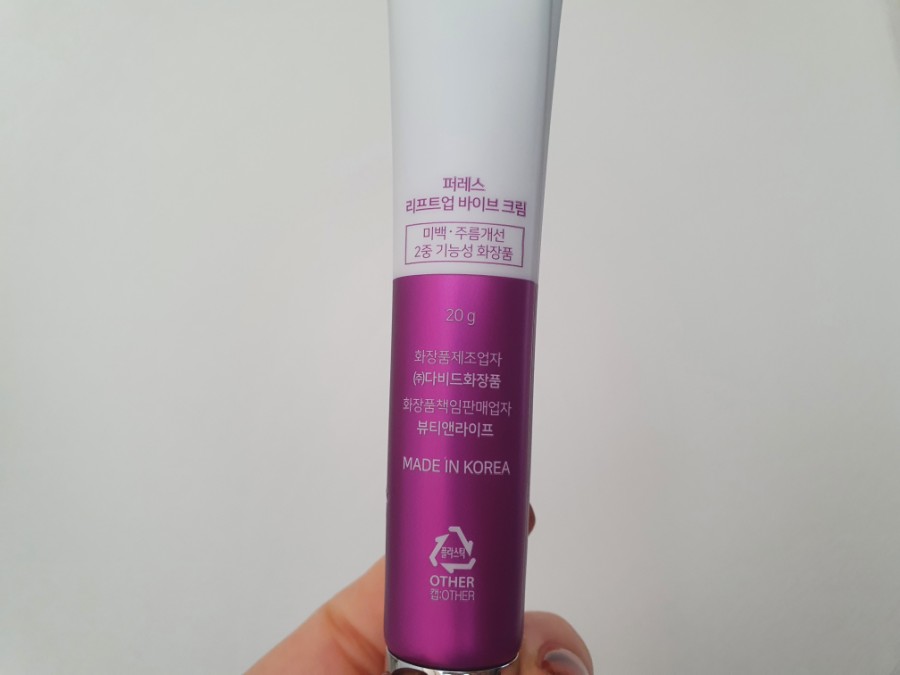 퍼레스
리프트업 바이브 크림
미백·주름개선
2중 기능성 화장품
20 g
화장품제조업자
㈜다비드화장품
화장품책임판매업자
뷰티앤라이프
MADE IN KOREA
플라스틱
OTHER
캡:OTHER